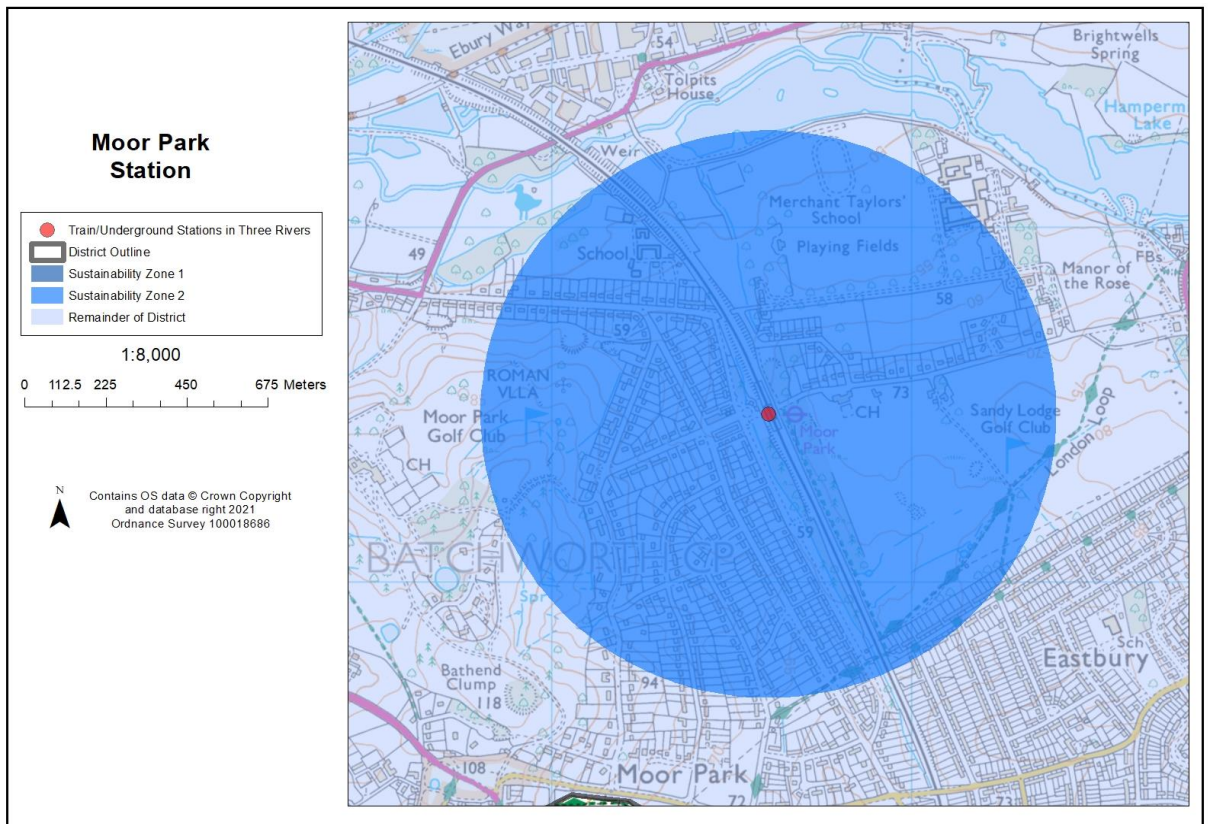 Moor Park
Station
Train/Underground Stations in Three Rivers
District Outline
Sustainability Zone 1
Sustainability Zone 2
Remainder of District
1:8,000
0 112.5 225 450 675 Meters
N
Contains OS data © Crown Copyright
and database right 2021
Ordnance Survey 100018686
Ebury Way
54
Tolpits
House
Brightwells
Spring
Hamperm
Lake
Weir
Merchant Taylors'
School
Playing Fields
School
49
FBs
Manor of
the Rose
58
59
ROMAN
VLLA
Moor Park
Golf Club
CH
73
CH
Moor
Park
Sandy Lodge
Golf Club
London Loop
80
CH
59
BATCHWORTH CP
Spr
Sch
Eastbury
Bathend
Clump
118
94
108
Moor Park
72
73